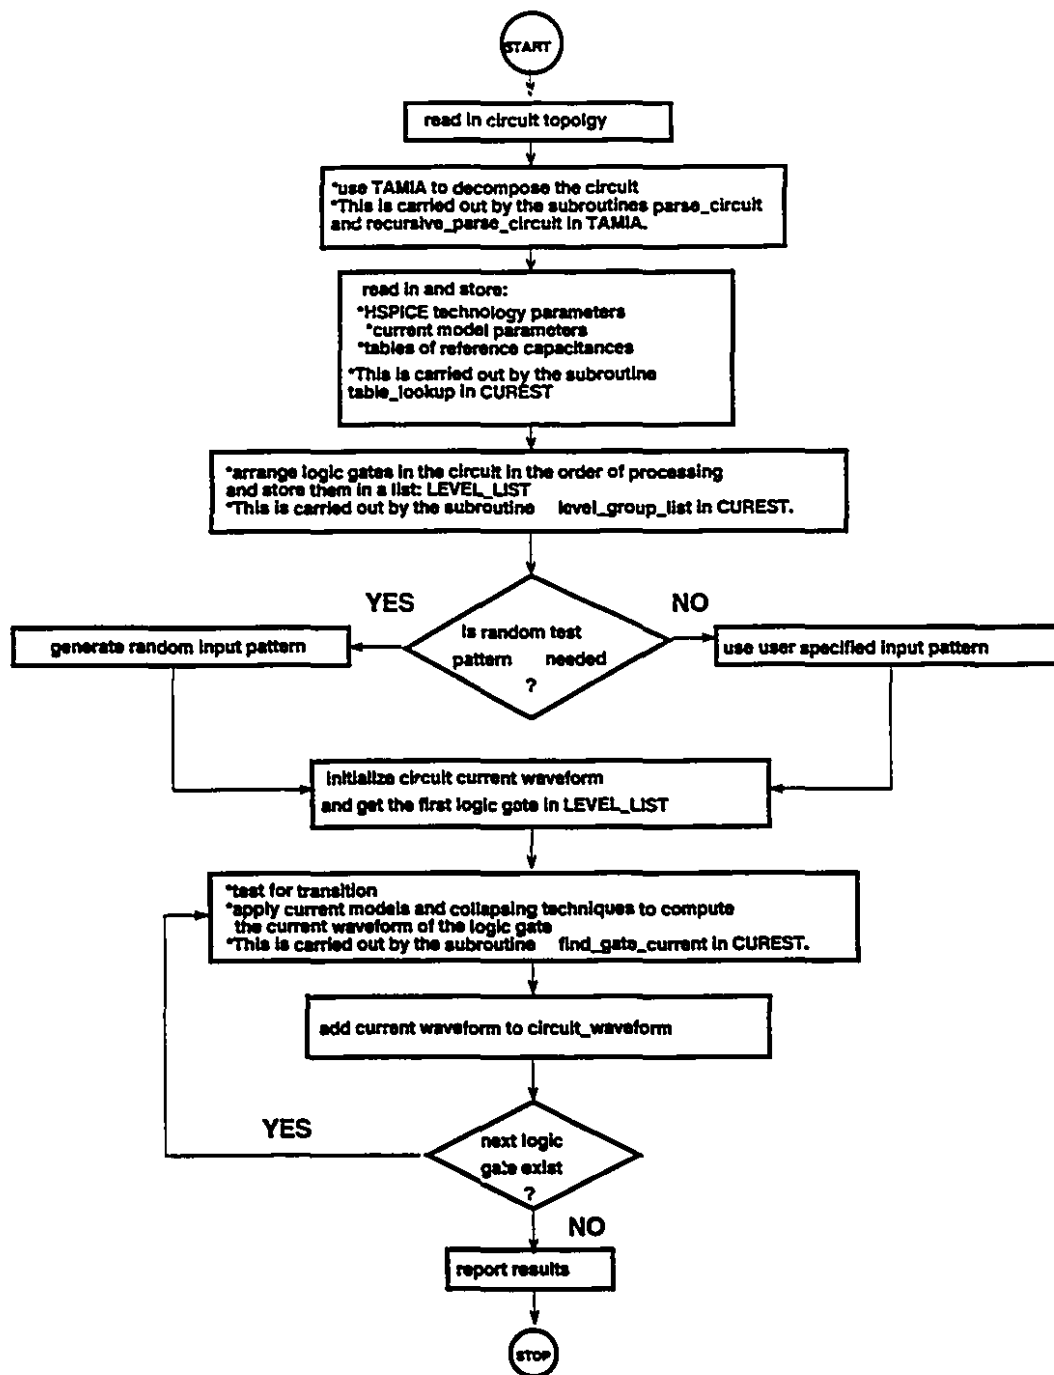 START
read in circuit topolgy
*use TAMIA to decompose the circuit
*This is carried out by the subroutines parse_circuit
and recursive_parse_circuit in TAMIA.
read in and store:
*HSPICE technology parameters
*current model parameters
*tables of reference capacitances
*This is carried out by the subroutine
table_lookup in CUREST
*arrange logic gates in the circuit in the order of processing
and store them in a list: LEVEL_LIST
*This is carried out by the subroutine level_group_list in CUREST.
YES
NO
Is random test
pattern needed
?
generate random input pattern
use user specified input pattern
initialize circuit current waveform
and get the first logic gate in LEVEL_LIST
*test for transition
*apply current models and collapsing techniques to compute
the current waveform of the logic gate
*This is carried out by the subroutine find_gate_current in CUREST.
add current waveform to circuit_waveform
YES
next logic
gate exist
?
NO
report results
STOP